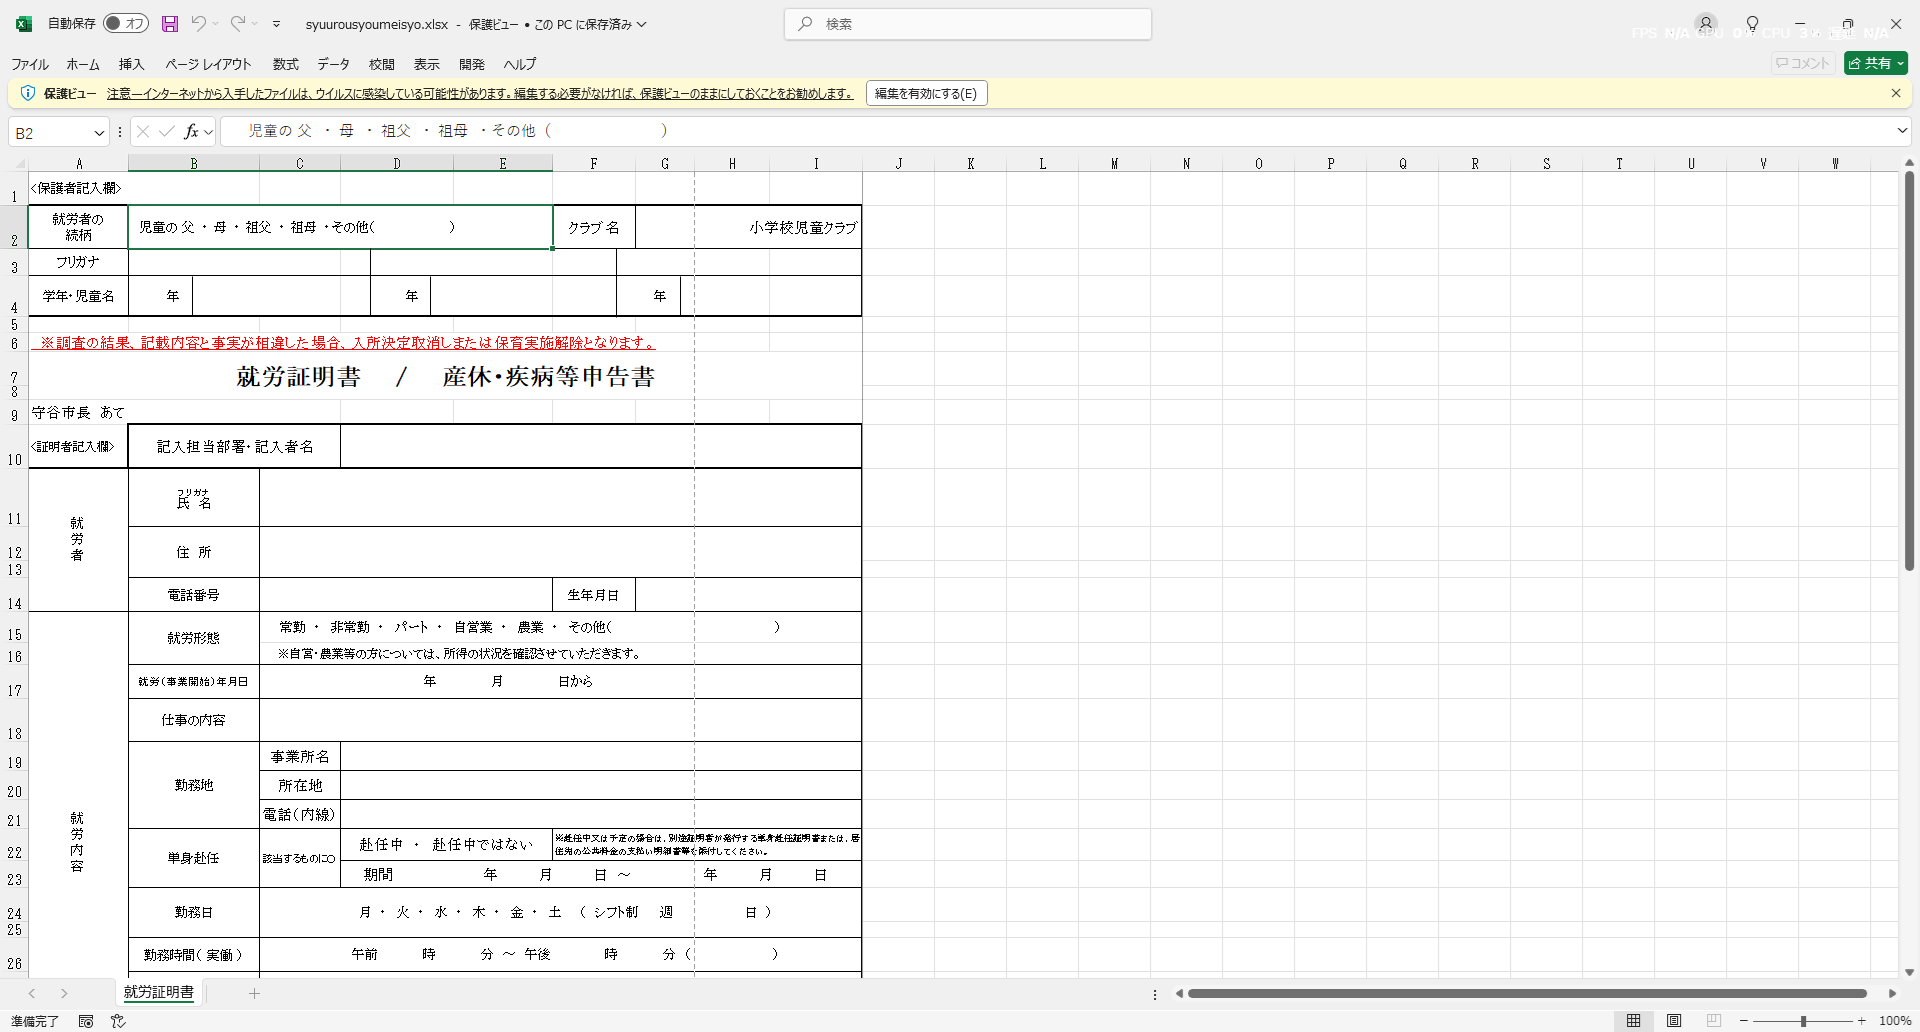 自動保存 オフ syuurousyoumeisyo.xlsx - 保護ビュー • この PC に保存済み 検索
FPS N/A GPU 0% CPU 3% 遅延 N/A
ファイル ホーム 挿入 ページ レイアウト 数式 データ 校閲 表示 開発 ヘルプ コメント 共有
保護ビュー 注意—インターネットから入手したファイルは、ウイルスに感染している可能性があります。編集する必要がなければ、保護ビューのままにしておくことをお勧めします。 編集を有効にする(E)
B2 fx 児童の 父 ・ 母 ・ 祖父 ・ 祖母 ・その他（ ）
A B C D E F G H I J K L M N O P Q R S T U V W
1 <保護者記入欄>
2 就労者の
続柄 児童の 父 ・ 母 ・ 祖父 ・ 祖母 ・その他( ) クラブ名 小学校児童クラブ
3 フリガナ
4 学年・児童名 年 年 年
5
6 ※調査の結果、記載内容と事実が相違した場合、入所決定取消しまたは保育実施解除となります。
7 就労証明書 / 産休・疾病等申告書
8
9 守谷市長 あて
10 <証明者記入欄> 記入担当部署・記入者名
11 フリガナ
氏 名
就労者
12 住 所
13
14 電話番号 生年月日
15 就労形態 常勤 ・ 非常勤 ・ パート ・ 自営業 ・ 農業 ・ その他( )
16 ※自営・農業等の方については、所得の状況を確認させていただきます。
17 就労(事業開始)年月日 年 月 日から
18 仕事の内容
19 事業所名
20 勤務地 所在地
21 電話(内線)
就労内容
22 単身赴任 該当するものに○ 赴任中 ・ 赴任中ではない ※赴任中又は予定の場合は、別途証明者が発行する単身赴任証明書または、居
住先の公共料金の支払い明細書等を添付してください。
23 期間 年 月 日 ～ 年 月 日
24 勤務日 月 ・ 火 ・ 水 ・ 木 ・ 金 ・ 土 ( シフト制 週 日 )
25
26 勤務時間( 実働 ) 午前 時 分 ～ 午後 時 分 ( )
就労証明書
準備完了 100%